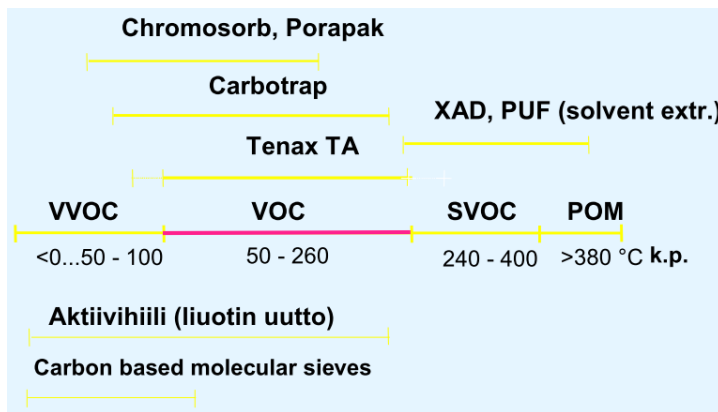 Chromosorb, Porapak
Carbotrap
XAD, PUF (solvent extr.)
Tenax TA
VVOC VOC SVOC POM
<0...50 - 100 50 - 260 240 - 400 >380 °C k.p.
Aktiivihiili (liuotin uutto)
Carbon based molecular sieves